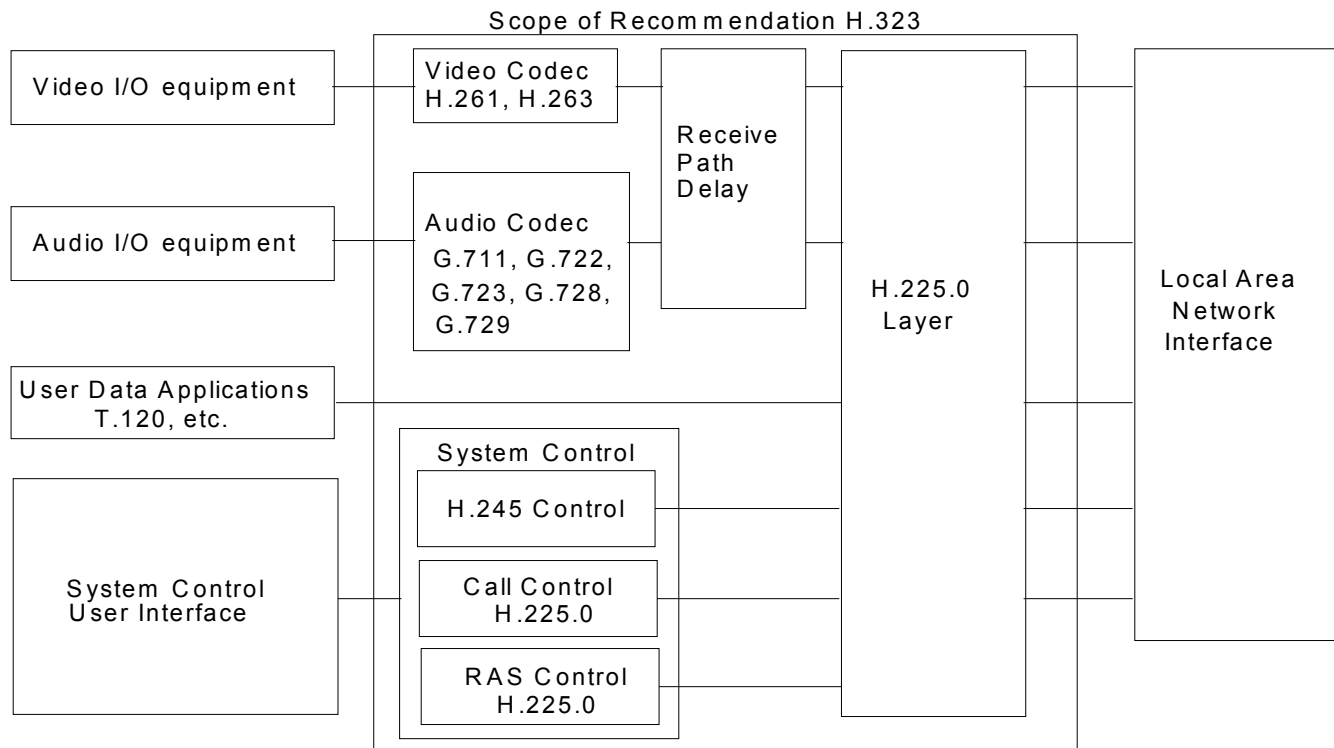 Scope of Recommendation H.323
Video I/O equipment
Video Codec
H.261, H.263
Receive
Path
Delay
Audio I/O equipment
Audio Codec
G.711, G.722,
G.723, G.728,
G.729
H.225.0
Layer
Local Area
Network
Interface
User Data Applications
T.120, etc.
System Control
H.245 Control
System Control
User Interface
Call Control
H.225.0
RAS Control
H.225.0